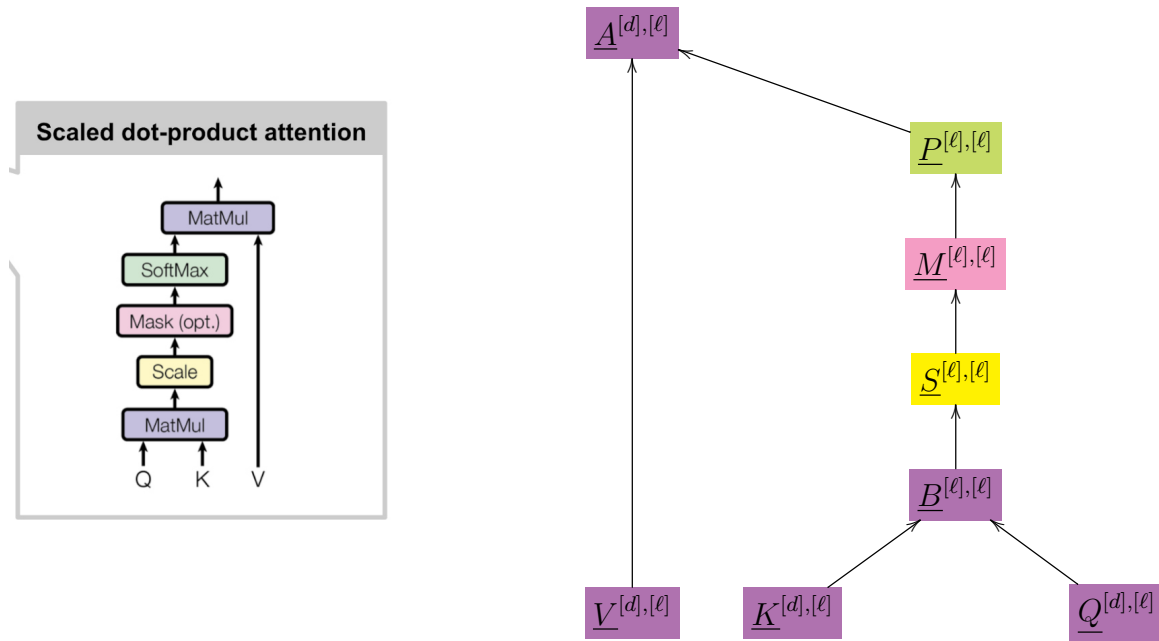 Scaled dot-product attention
MatMul
SoftMax
Mask (opt.)
Scale
MatMul
Q K V
A^{[d],[ℓ]}
P^{[ℓ],[ℓ]}
M^{[ℓ],[ℓ]}
S^{[ℓ],[ℓ]}
B^{[ℓ],[ℓ]}
V^{[d],[ℓ]} K^{[d],[ℓ]} Q^{[d],[ℓ]}